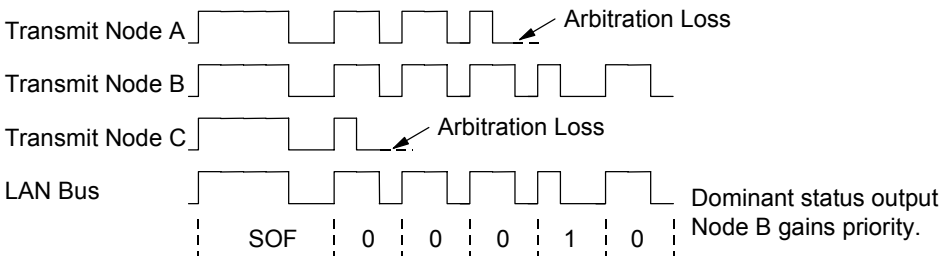 Transmit Node A
Arbitration Loss
Transmit Node B
Transmit Node C
Arbitration Loss
LAN Bus
Dominant status output
Node B gains priority.
SOF 0 0 0 1 0